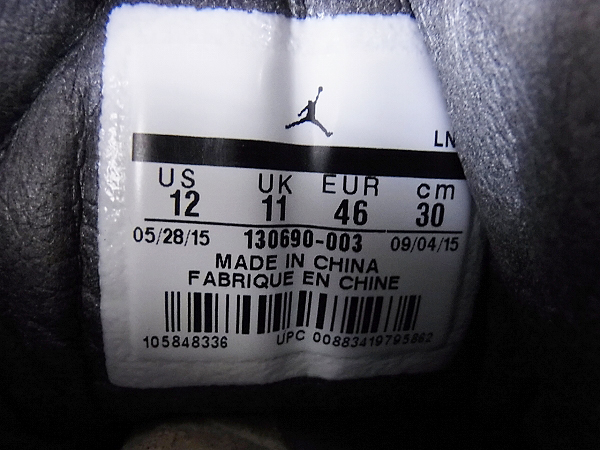 LN
US UK EUR cm
12 11 46 30
05/28/15 130690-003 09/04/15
MADE IN CHINA
FABRIQUE EN CHINE
105848336 UPC 00883419795862